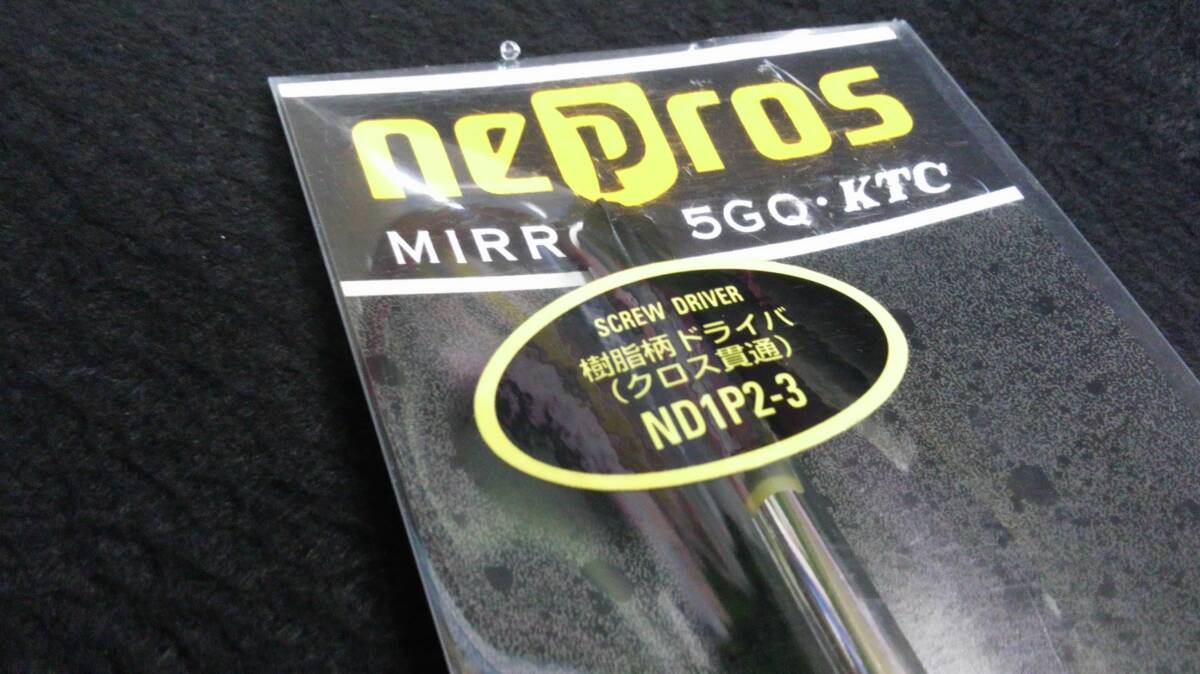 nepros
MIRR 5GQ·KTC
SCREW DRIVER
樹脂柄ドライバ
(クロス貫通)
ND1P2-3